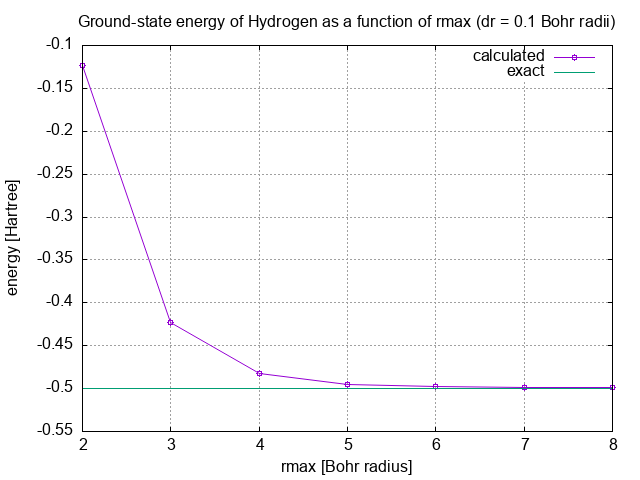 Ground-state energy of Hydrogen as a function of rmax (dr = 0.1 Bohr radii)
calculated
exact
energy [Hartree]
-0.1
-0.15
-0.2
-0.25
-0.3
-0.35
-0.4
-0.45
-0.5
-0.55
2 3 4 5 6 7 8
rmax [Bohr radius]